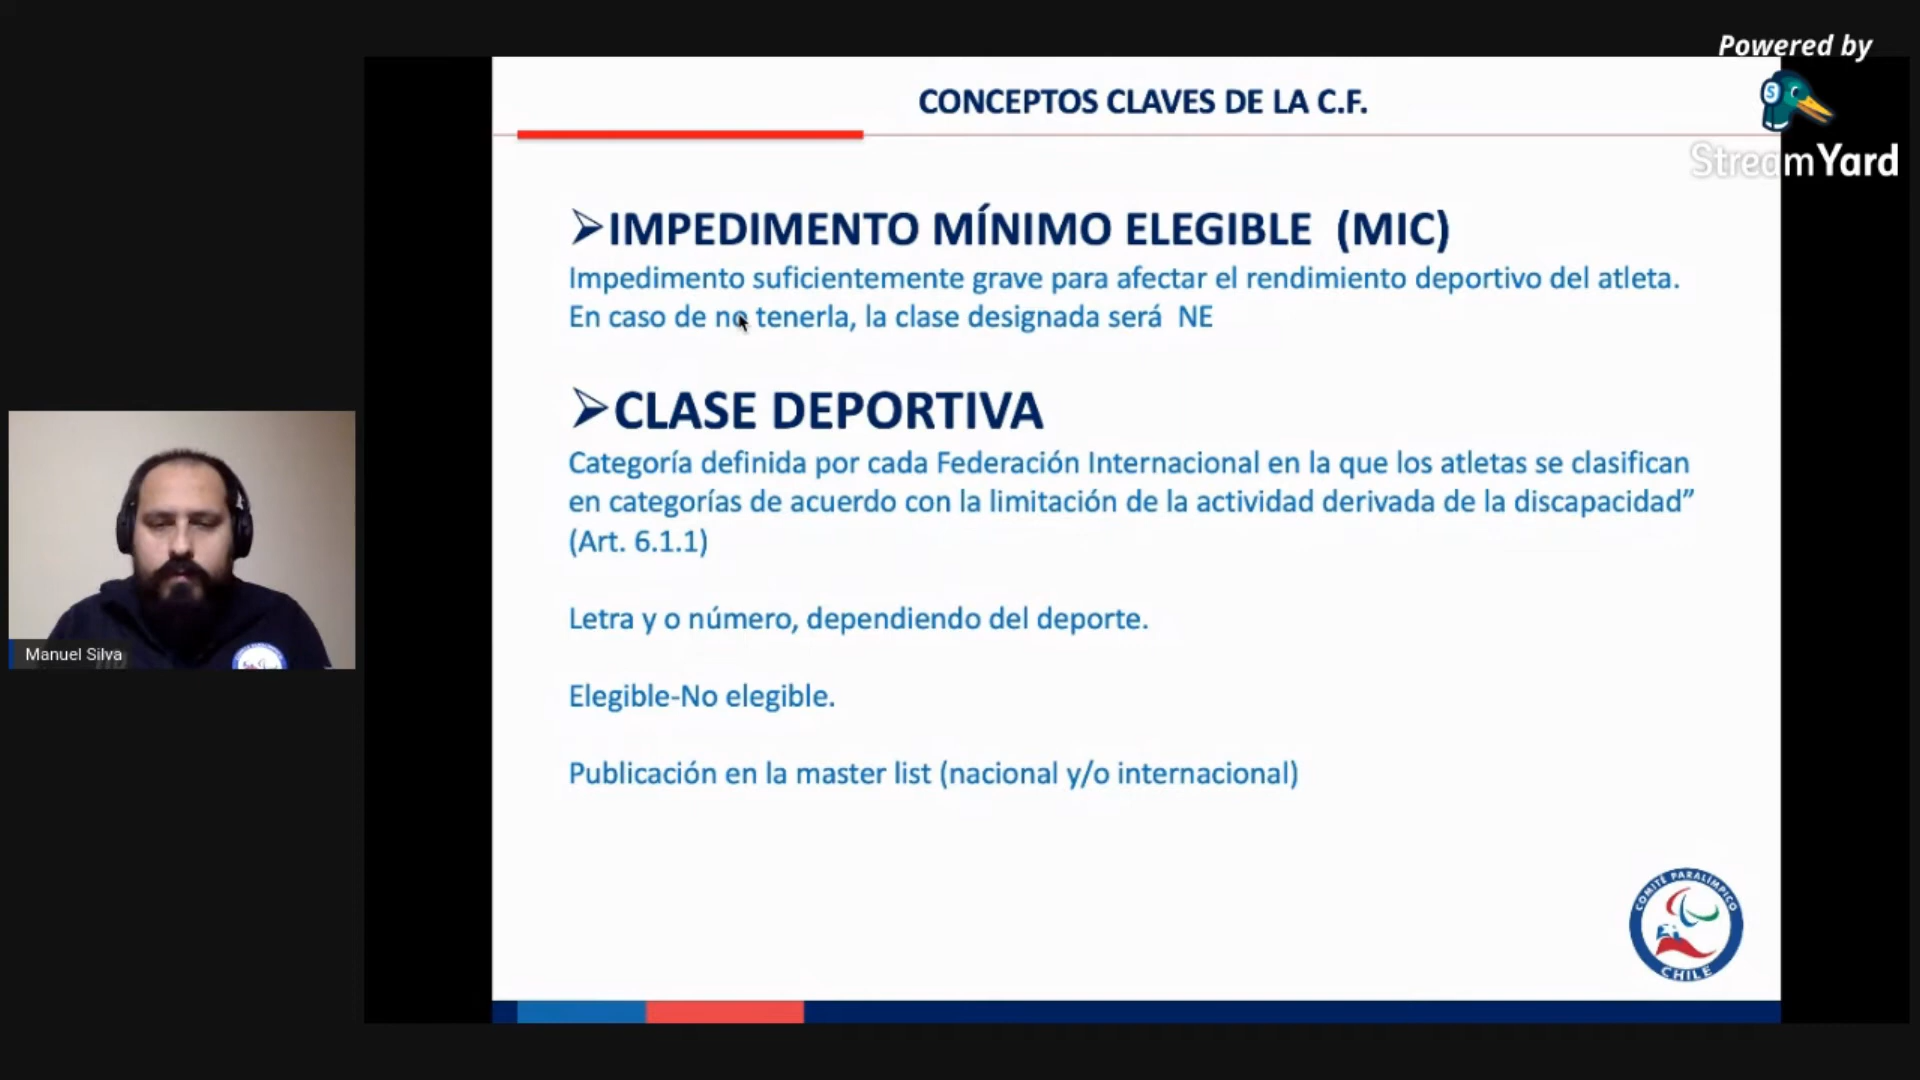 Powered by
StreamYard
CONCEPTOS CLAVES DE LA C.F.
➢IMPEDIMENTO MÍNIMO ELEGIBLE (MIC)
Impedimento suficientemente grave para afectar el rendimiento deportivo del atleta.
En caso de no tenerla, la clase designada será NE
➢CLASE DEPORTIVA
Categoría definida por cada Federación Internacional en la que los atletas se clasifican
en categorías de acuerdo con la limitación de la actividad derivada de la discapacidad”
(Art. 6.1.1)
Letra y o número, dependiendo del deporte.
Elegible-No elegible.
Publicación en la master list (nacional y/o internacional)
Manuel Silva
COMITÉ PARALÍMPICO
CHILE